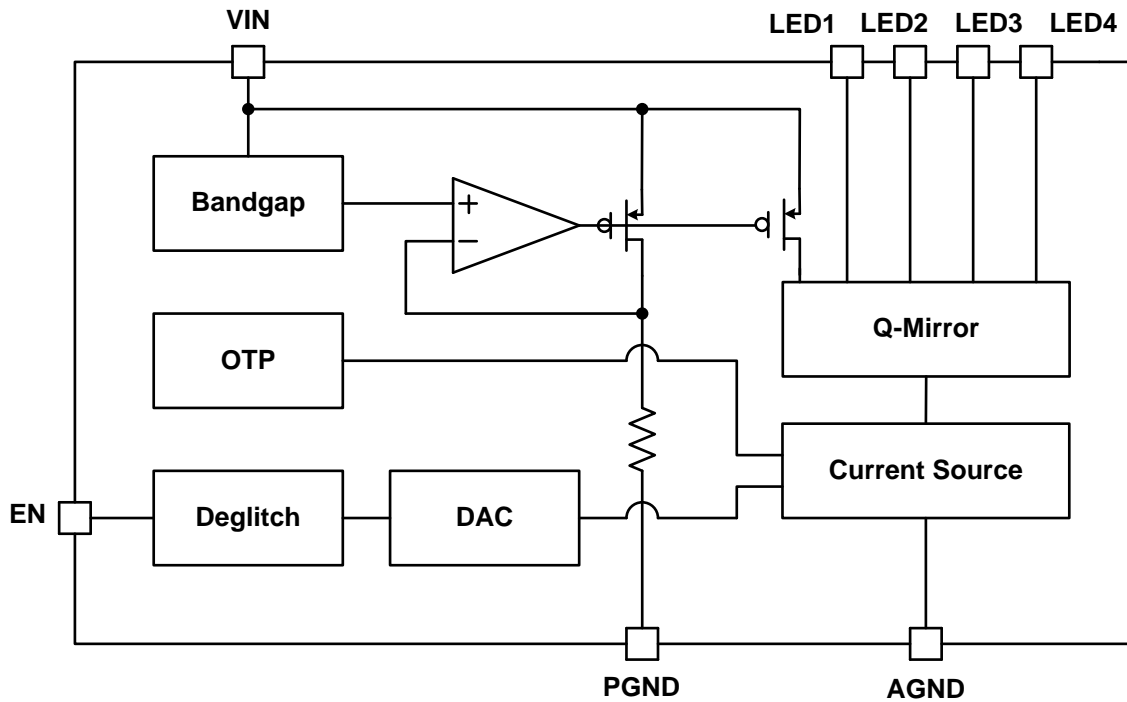 VIN
LED1 LED2 LED3 LED4
Bandgap
+
−
Q-Mirror
OTP
Current Source
EN
Deglitch
DAC
PGND
AGND